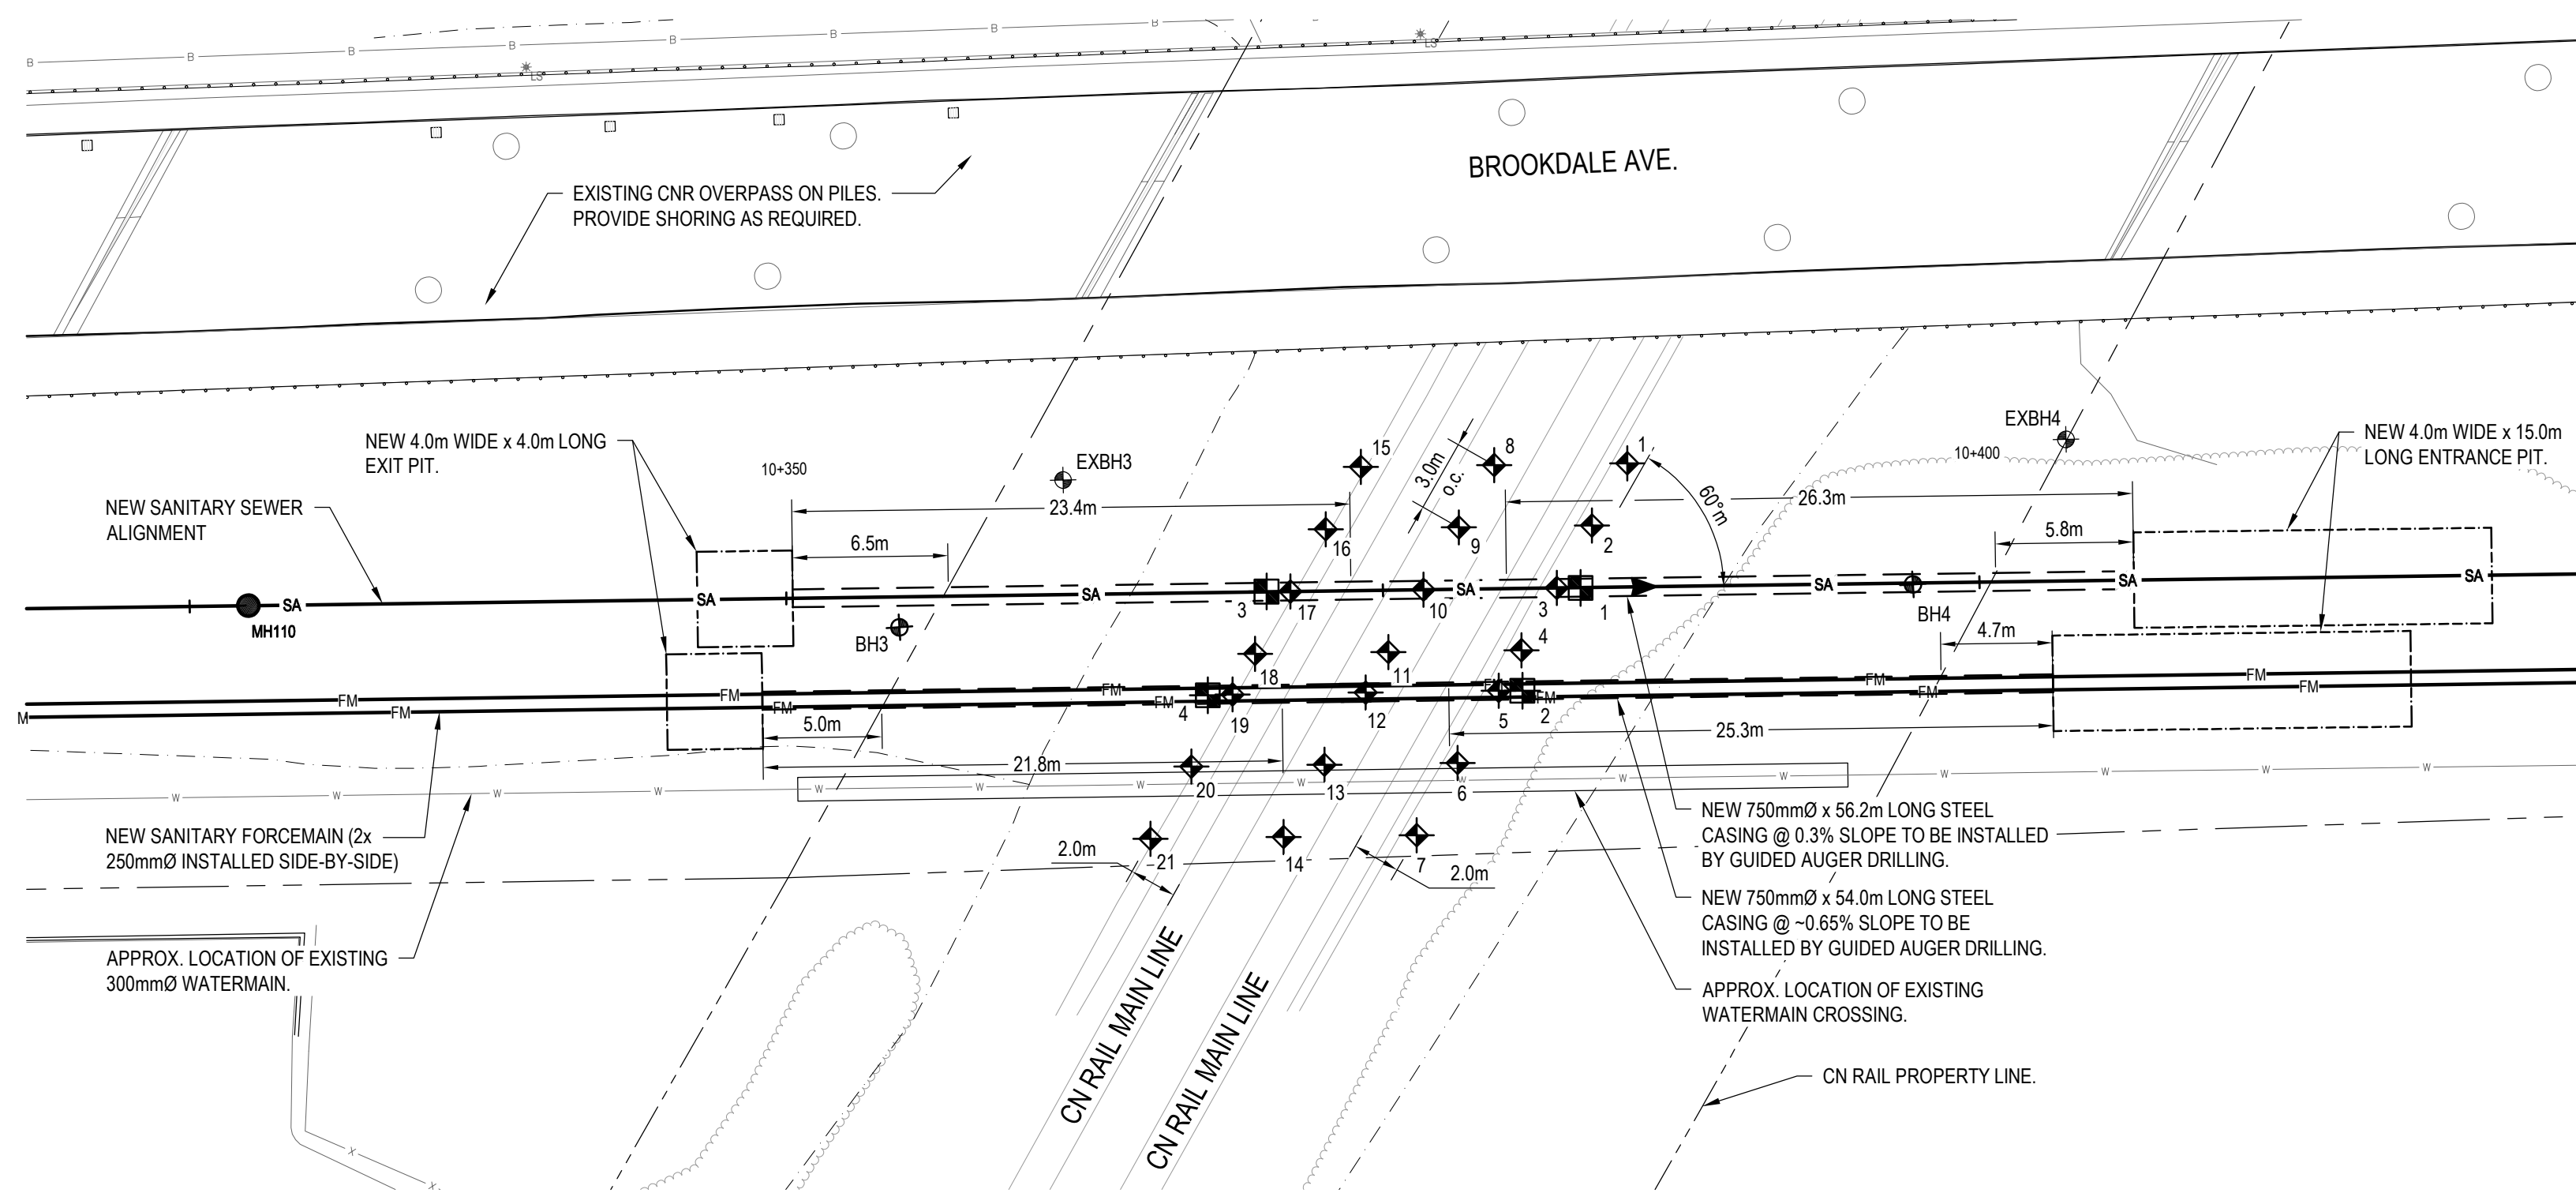 B B B B B B B B
LS
LS
BROOKDALE AVE.
EXISTING CNR OVERPASS ON PILES.
PROVIDE SHORING AS REQUIRED.
EXBH4
NEW 4.0m WIDE x 15.0m
LONG ENTRANCE PIT.
NEW 4.0m WIDE x 4.0m LONG
EXIT PIT.
10+350
EXBH3
15
8
1
3.0m
o.c.
60°m
10+400
23.4m
26.3m
NEW SANITARY SEWER
ALIGNMENT
6.5m
16
9
2
5.8m
SA SA SA SA SA SA SA
MH110
3
17
10
3
1
BH4
BH3
4
4.7m
18
11
FM FM FM FM FM
M FM FM FM FM FM FM FM
4
19
12
5
2
5.0m
25.3m
21.8m
W W W W W W W W W W W W W W W
20
13
6
NEW 750mmØ x 56.2m LONG STEEL
CASING @ 0.3% SLOPE TO BE INSTALLED
BY GUIDED AUGER DRILLING.
NEW SANITARY FORCEMAIN (2x
250mmØ INSTALLED SIDE-BY-SIDE)
2.0m
21
14
7
2.0m
NEW 750mmØ x 54.0m LONG STEEL
CASING @ ~0.65% SLOPE TO BE
INSTALLED BY GUIDED AUGER DRILLING.
APPROX. LOCATION OF EXISTING
300mmØ WATERMAIN.
APPROX. LOCATION OF EXISTING
WATERMAIN CROSSING.
CN RAIL MAIN LINE
CN RAIL MAIN LINE
CN RAIL PROPERTY LINE.
X
X